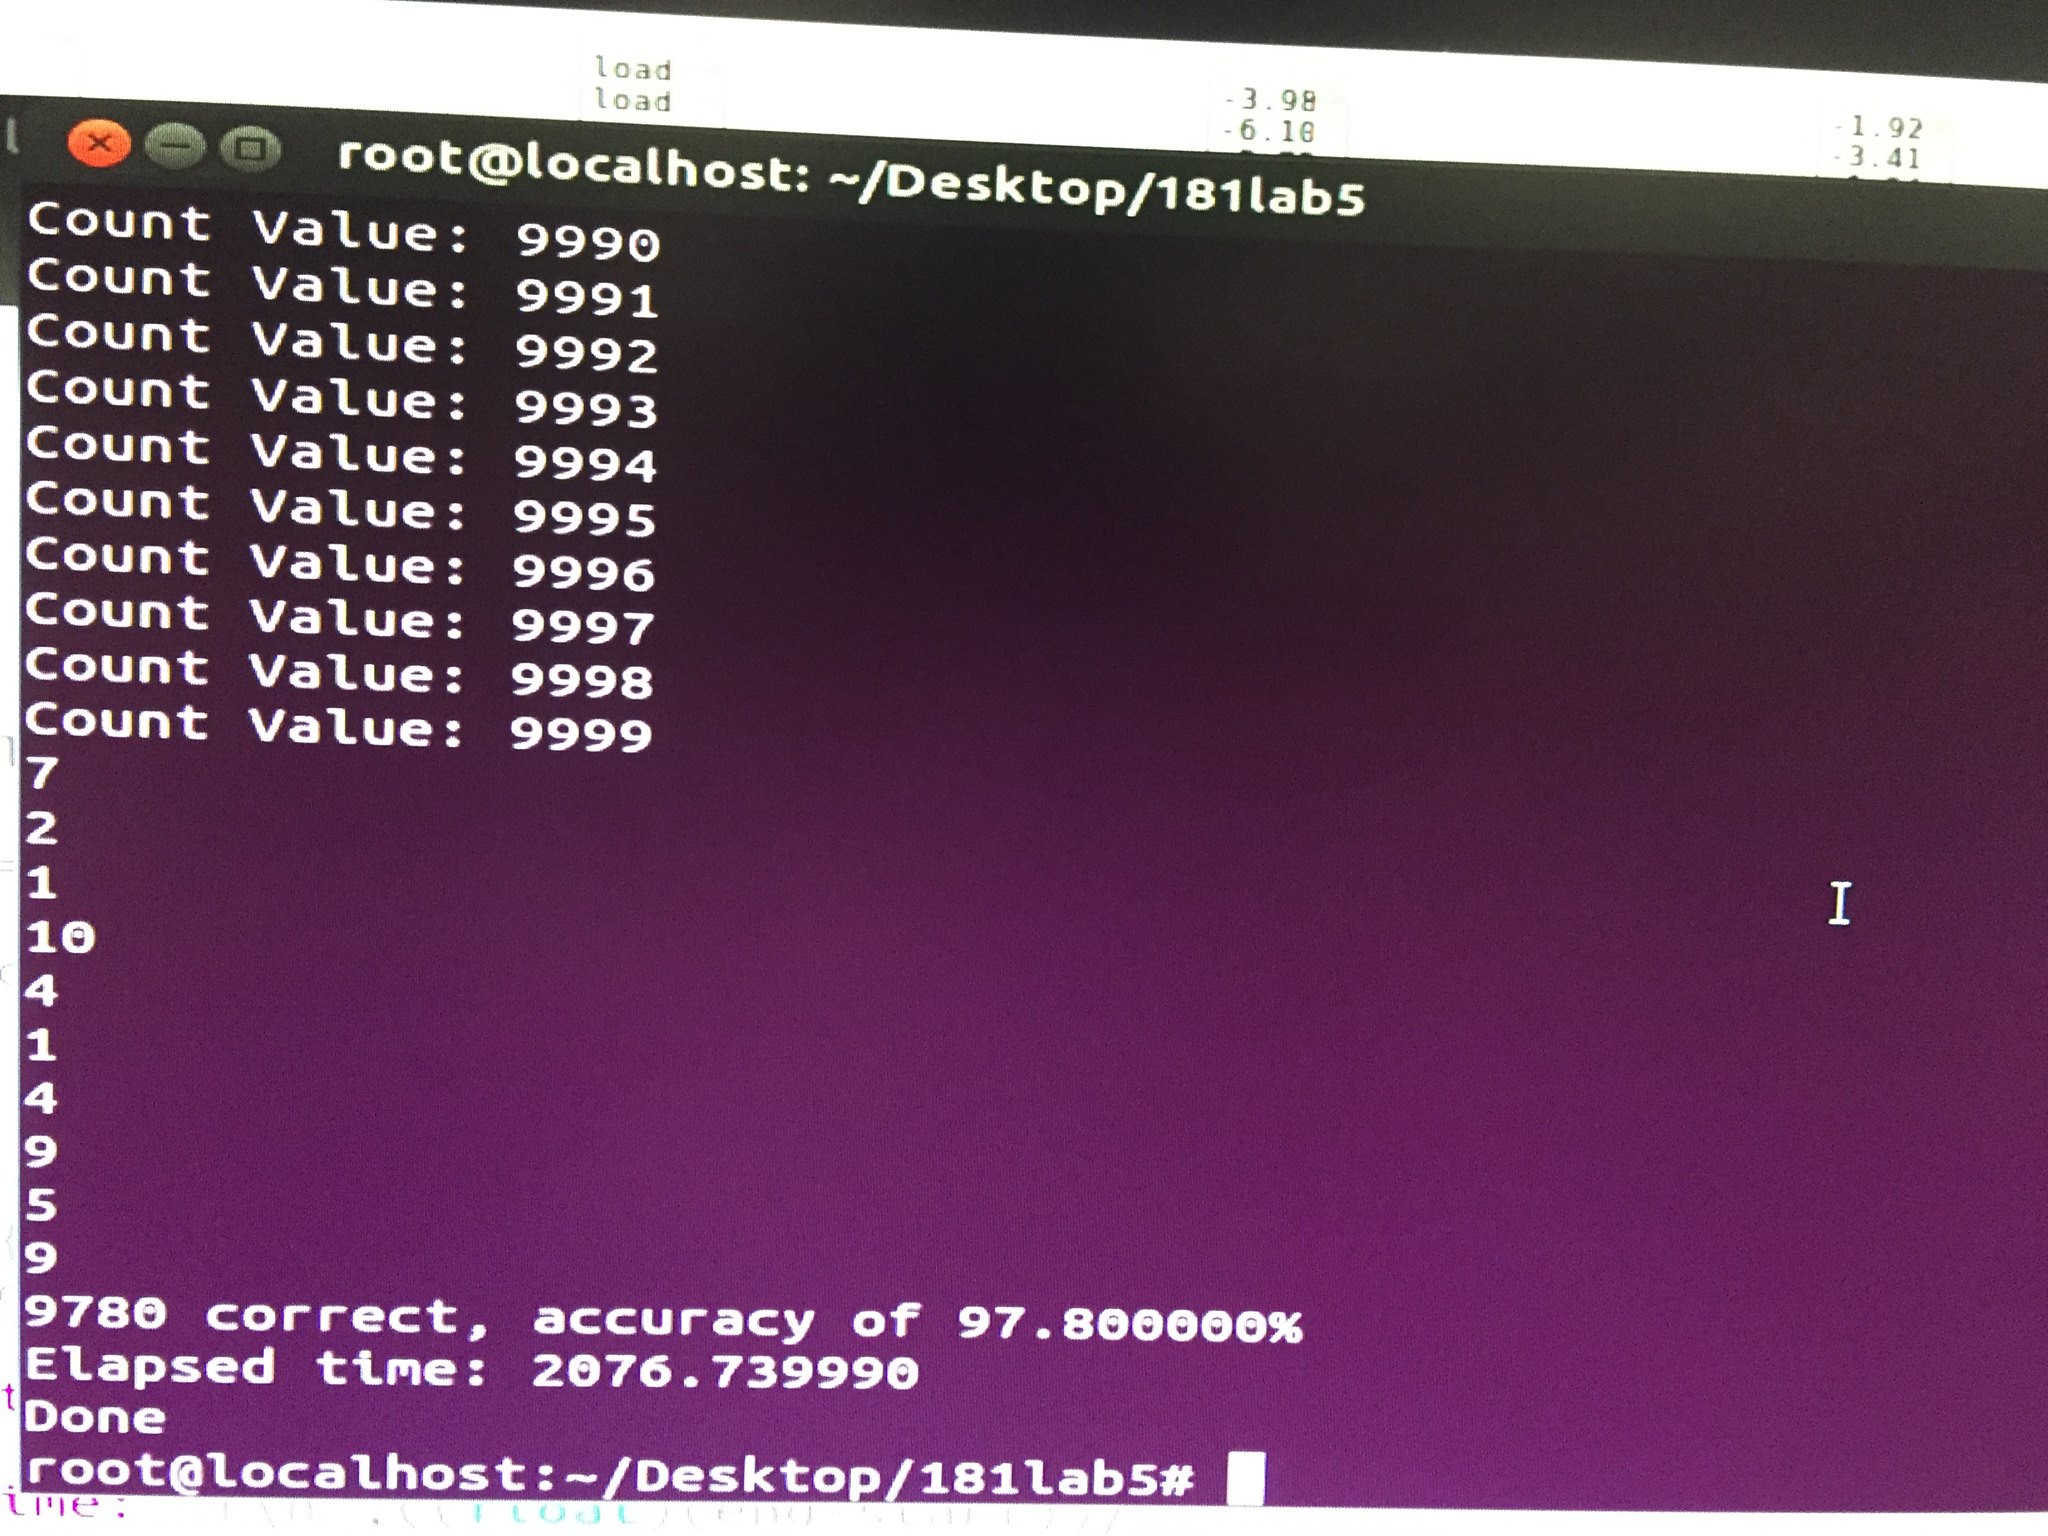 load
load
-3.98
-6.10
-1.92
-3.41
root@localhost: ~/Desktop/181lab5
Count Value: 9990
Count Value: 9991
Count Value: 9992
Count Value: 9993
Count Value: 9994
Count Value: 9995
Count Value: 9996
Count Value: 9997
Count Value: 9998
Count Value: 9999
7
2
1
10
4
1
4
9
5
9
9780 correct, accuracy of 97.800000%
Elapsed time: 2076.739990
Done
root@localhost:~/Desktop/181lab5#